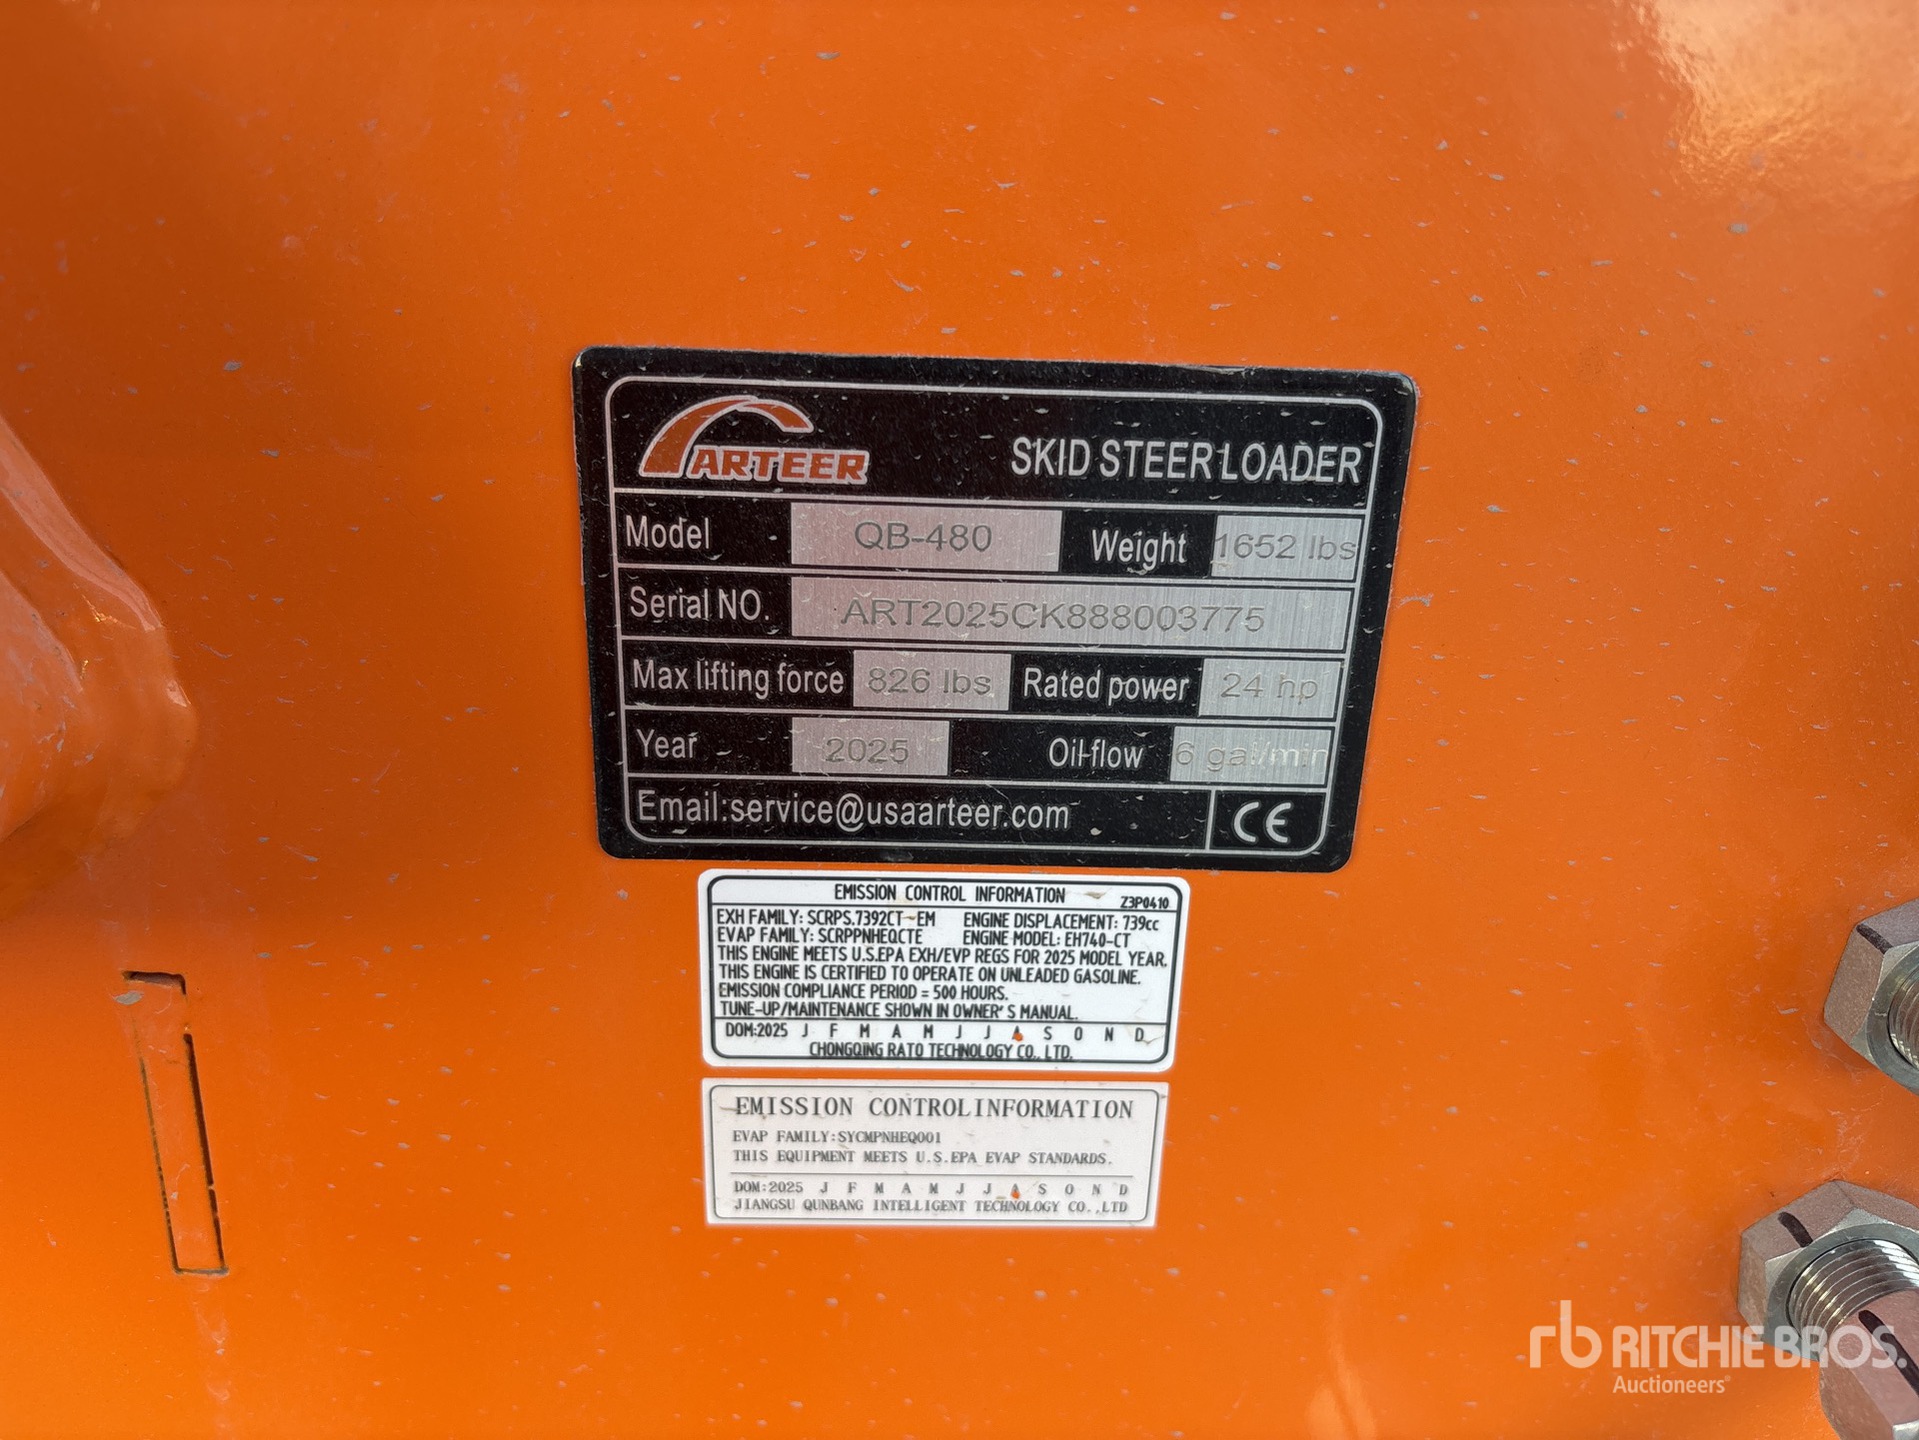 ARTEER SKID STEER LOADER
Model QB-480 Weight 1652 lbs
Serial NO. ART2025CK888003775
Max lifting force 826 lbs Rated power 24 hp
Year 2025 Oil-flow 6 gal/min
Email:service@usaarteer.com CE
EMISSION CONTROL INFORMATION Z3P0410
EXH FAMILY: SCRPS.7392CT-EM ENGINE DISPLACEMENT: 739cc
EVAP FAMILY: SCRPPNHEQCTE ENGINE MODEL: EH740-CT
THIS ENGINE MEETS U.S.EPA EXH/EVP REGS FOR 2025 MODEL YEAR.
THIS ENGINE IS CERTIFIED TO OPERATE ON UNLEADED GASOLINE.
EMISSION COMPLIANCE PERIOD = 500 HOURS.
TUNE-UP/MAINTENANCE SHOWN IN OWNER'S MANUAL.
DOM:2025 J F M A M J J A S O N D
CHONGQING RATO TECHNOLOGY CO., LTD.
EMISSION CONTROLINFORMATION
EVAP FAMILY:SYCMPNHEQ001
THIS EQUIPMENT MEETS U.S.EPA EVAP STANDARDS.
DOM:2025 J F M A M J J A S O N D
JIANGSU QUNBANG INTELLIGENT TECHNOLOGY CO.,LTD
rb RITCHIE BROS.
Auctioneers